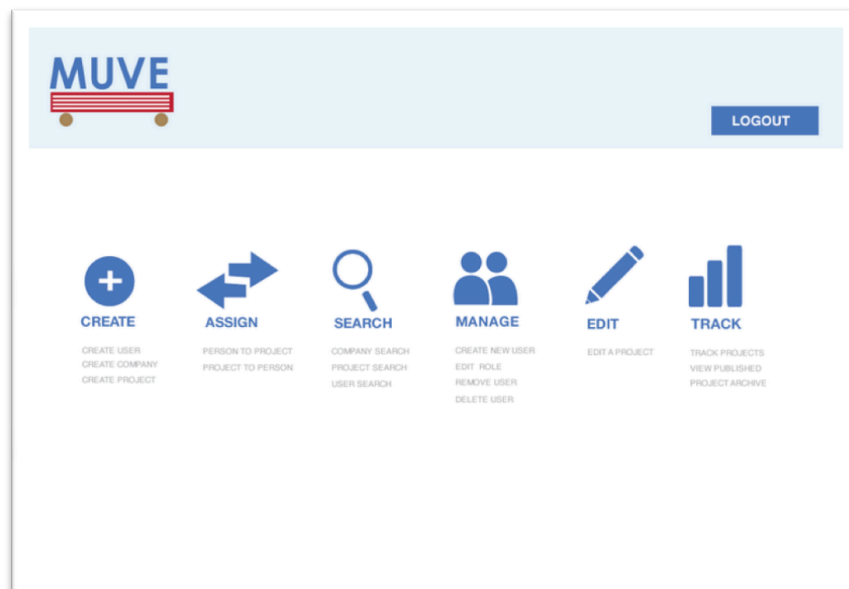 MUVE
LOGOUT
CREATE
CREATE USER
CREATE COMPANY
CREATE PROJECT
ASSIGN
PERSON TO PROJECT
PROJECT TO PERSON
SEARCH
COMPANY SEARCH
PROJECT SEARCH
USER SEARCH
MANAGE
CREATE NEW USER
EDIT ROLE
REMOVE USER
DELETE USER
EDIT
EDIT A PROJECT
TRACK
TRACK PROJECTS
VIEW PUBLISHED
PROJECT ARCHIVE